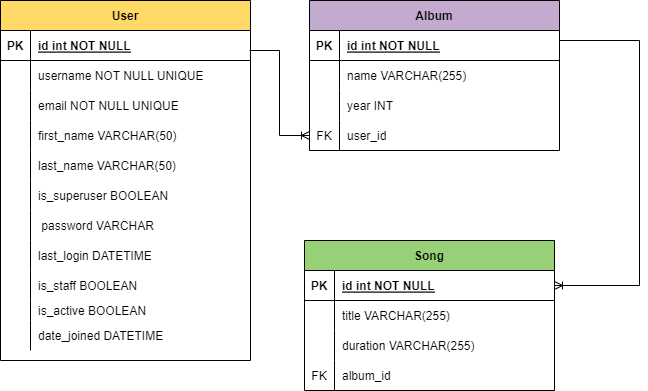 User
PK id int NOT NULL
username NOT NULL UNIQUE
email NOT NULL UNIQUE
first_name VARCHAR(50)
last_name VARCHAR(50)
is_superuser BOOLEAN
password VARCHAR
last_login DATETIME
is_staff BOOLEAN
is_active BOOLEAN
date_joined DATETIME
Album
PK id int NOT NULL
name VARCHAR(255)
year INT
FK user_id
Song
PK id int NOT NULL
title VARCHAR(255)
duration VARCHAR(255)
FK album_id